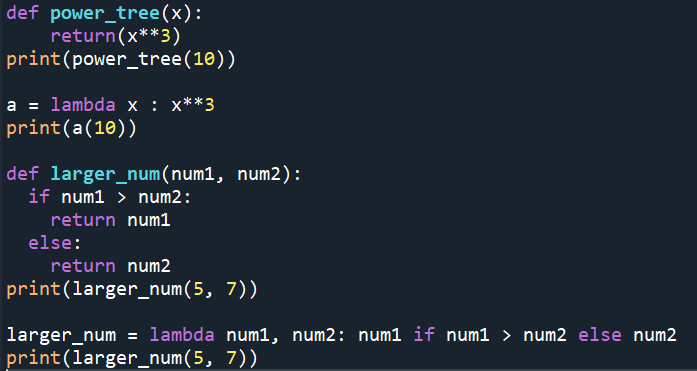 def power_tree(x):
    return(x**3)
print(power_tree(10))

a = lambda x : x**3
print(a(10))

def larger_num(num1, num2):
  if num1 > num2:
    return num1
  else:
    return num2
print(larger_num(5, 7))

larger_num = lambda num1, num2: num1 if num1 > num2 else num2
print(larger_num(5, 7))